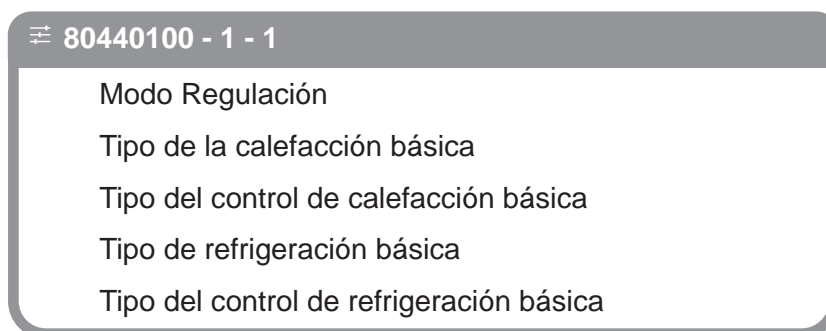 80440100 - 1 - 1
Modo Regulación
Tipo de la calefacción básica
Tipo del control de calefacción básica
Tipo de refrigeración básica
Tipo del control de refrigeración básica